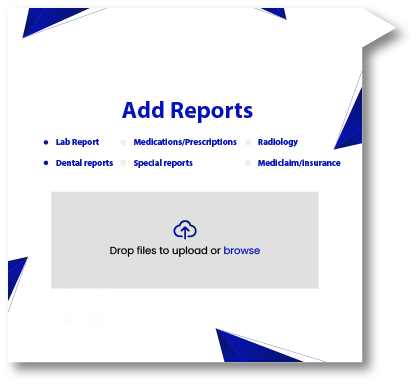 Add Reports
Lab Report Medications/Prescriptions Radiology
Dental reports Special reports Mediclaim/insurance
Drop files to upload or browse